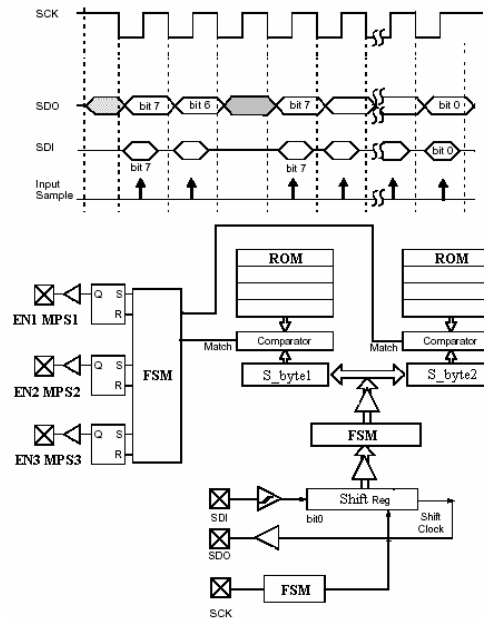 SCK
SDO
bit 7
bit 6
bit 7
bit 0
SDI
bit 7
bit 7
bit 0
Input
Sample
ROM
ROM
EN1 MPS1
Q S
R
FSM
Match
Comparator
Match
Comparator
EN2 MPS2
Q S
R
S_byte1
S_byte2
FSM
EN3 MPS3
Q S
R
SDI
bit0
Shift Reg
Shift
Clock
SDO
SCK
FSM